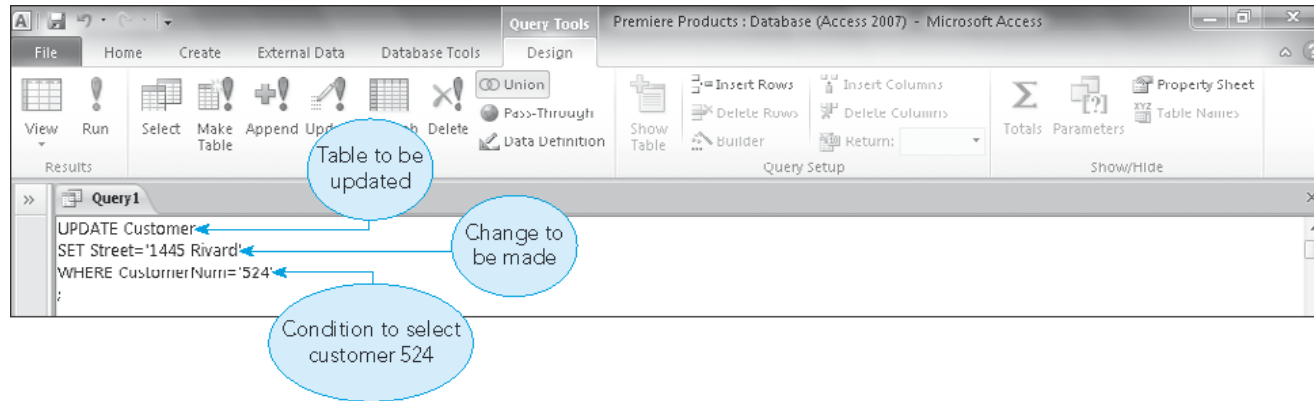 Query Tools Premiere Products : Database (Access 2007) - Microsoft Access
File Home Create External Data Database Tools Design
View Run Select Make Table Append Delete
Union
Pass-Through
Data Definition
Show Table
Insert Rows
Delete Rows
Builder
Insert Columns
Delete Columns
Return:
Totals Parameters
Property Sheet
Table Names
Results Query Setup Show/Hide
Query1
UPDATE Customer
SET Street='1445 Rivard'
WHERE CustomerNum='524'
;
Table to be
updated
Change to
be made
Condition to select
customer 524